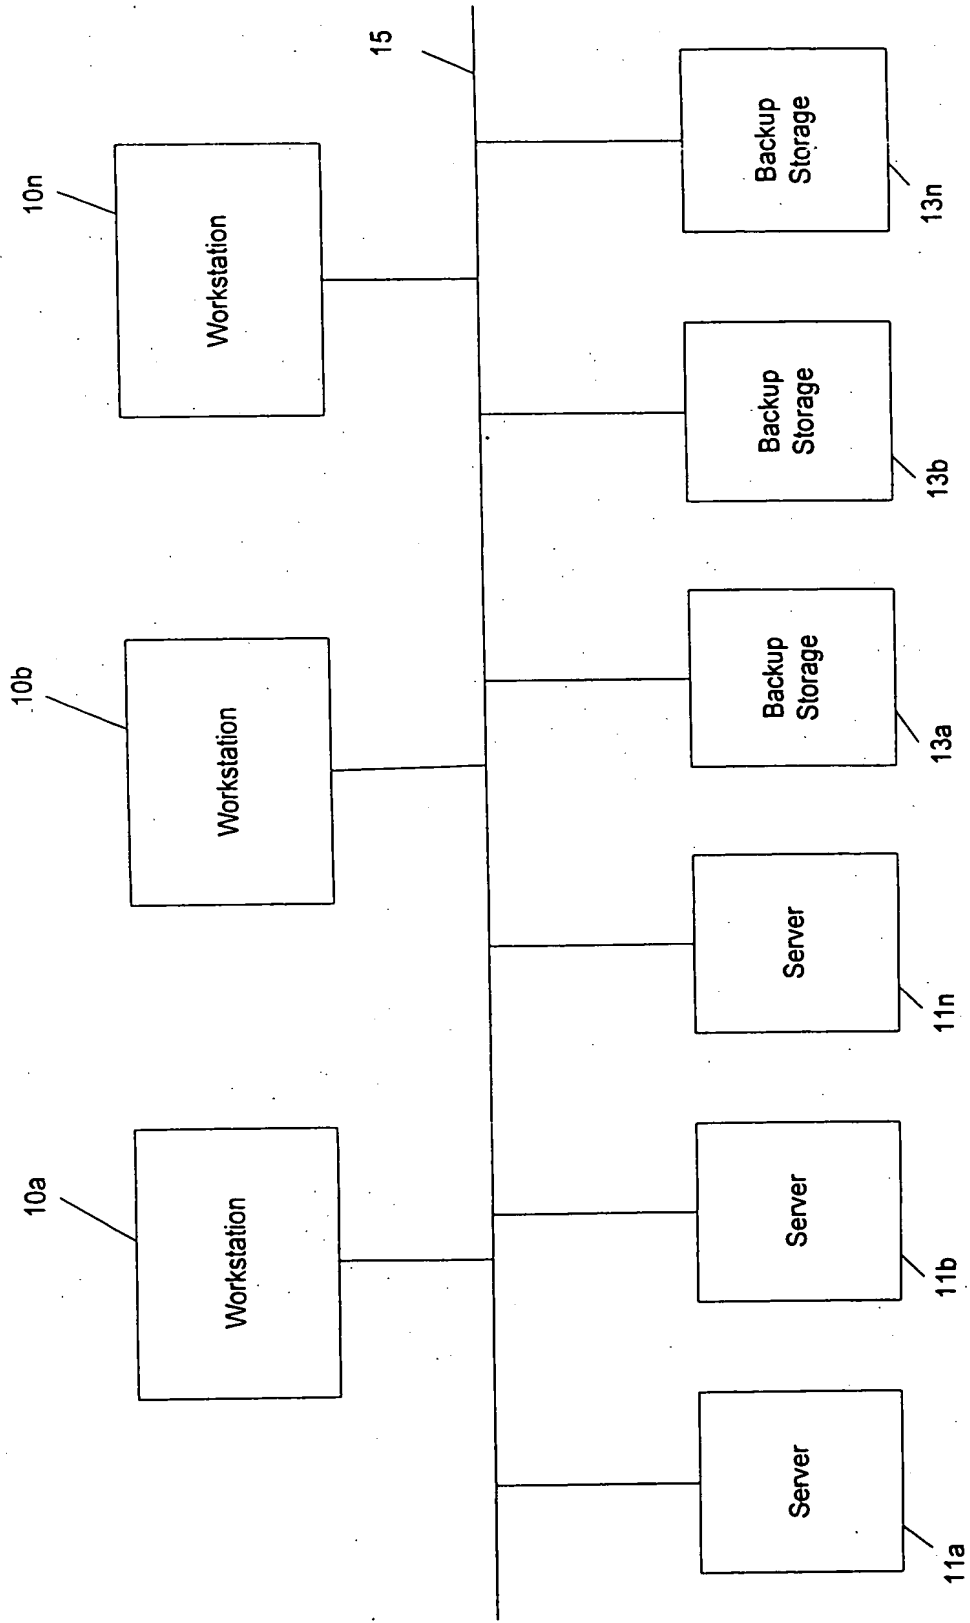 10a
10b
10n
Workstation
Workstation
Workstation
15
Server
Server
Server
Backup
Storage
Backup
Storage
Backup
Storage
11a
11b
11n
13a
13b
13n